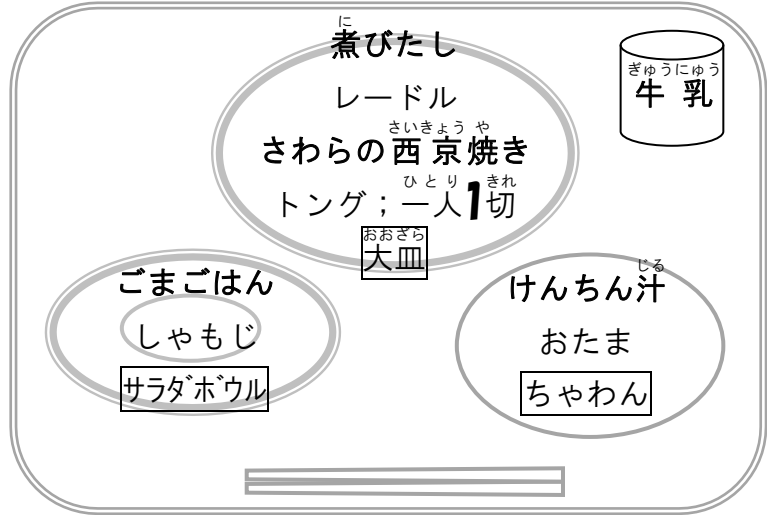 に
煮びたし
レードル
さいきょう や
さわらの西京焼き
ひとり きれ
トング；一人1切
おおざら
大皿
ぎゅうにゅう
牛乳
ごまごはん
しゃもじ
ｻﾗﾀﾞﾎﾞｳﾙ
じる
けんちん汁
おたま
ちゃわん